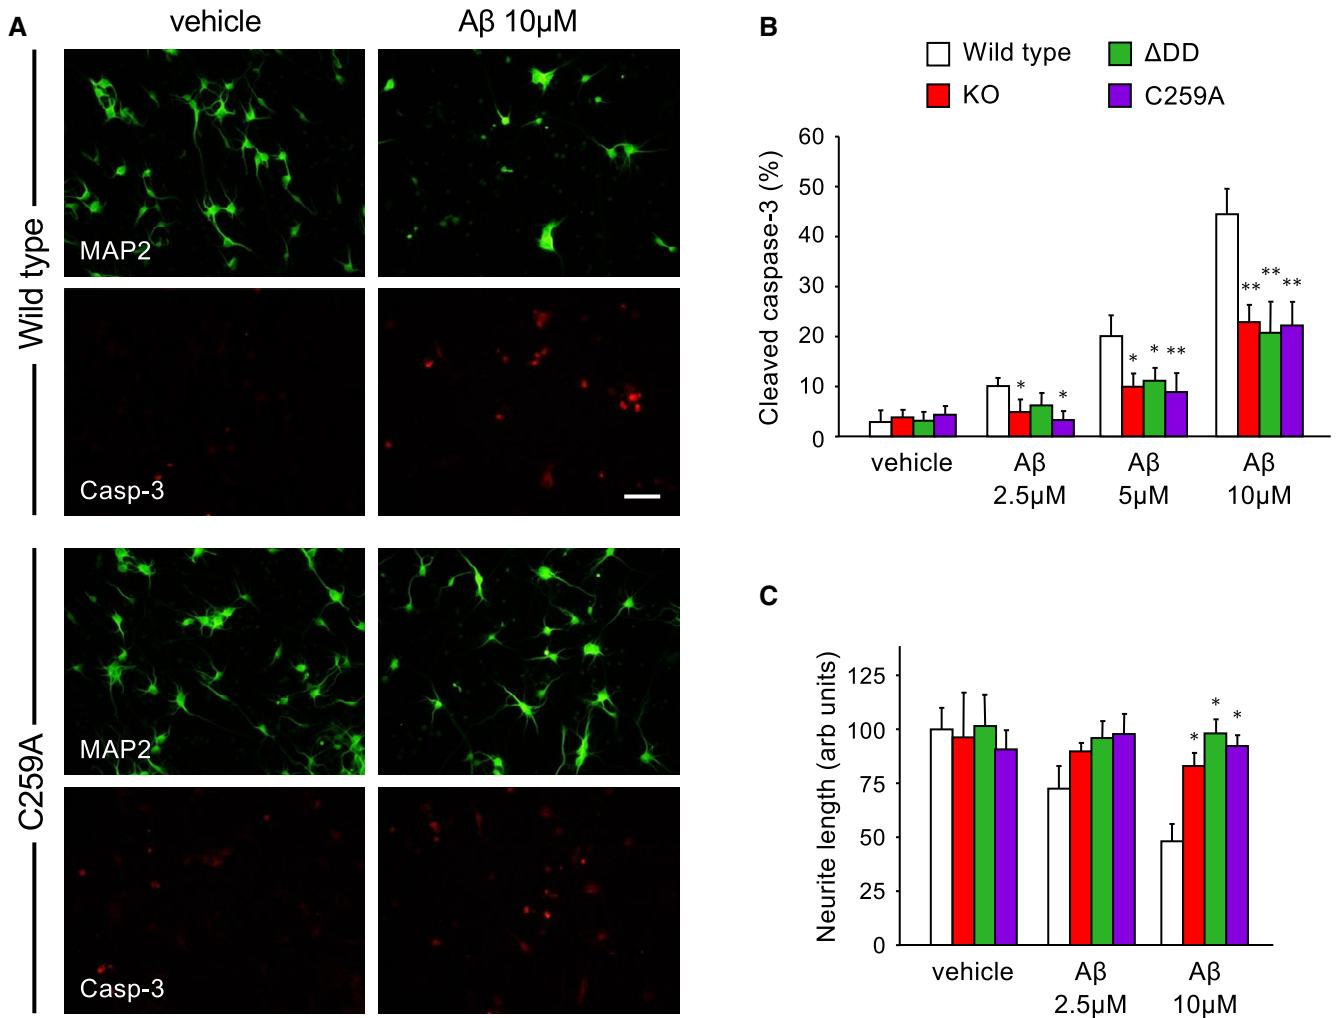 A
vehicle
Aβ 10μM
Wild type
MAP2
Casp-3
C259A
MAP2
Casp-3
B
Wild type
KO
ΔDD
C259A
Cleaved caspase-3 (%)
60
50
40
30
20
10
0
*
*
*
*
**
**
**
**
vehicle
Aβ
2.5μM
Aβ
5μM
Aβ
10μM
C
Neurite length (arb units)
125
100
75
50
25
0
*
*
*
vehicle
Aβ
2.5μM
Aβ
10μM